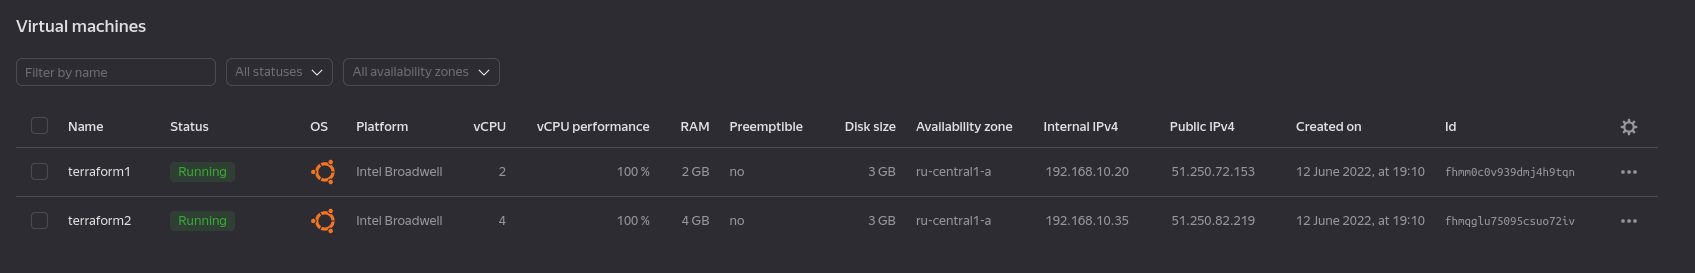 Virtual machines
Filter by name All statuses All availability zones
Name Status OS Platform vCPU vCPU performance RAM Preemptible Disk size Availability zone Internal IPv4 Public IPv4 Created on Id
terraform1 Running Intel Broadwell 2 100 % 2 GB no 3 GB ru-central1-a 192.168.10.20 51.250.72.153 12 June 2022, at 19:10 fhmm0c0v939dmj4h9tqn
terraform2 Running Intel Broadwell 4 100 % 4 GB no 3 GB ru-central1-a 192.168.10.35 51.250.82.219 12 June 2022, at 19:10 fhmqglu75095csuo72iv